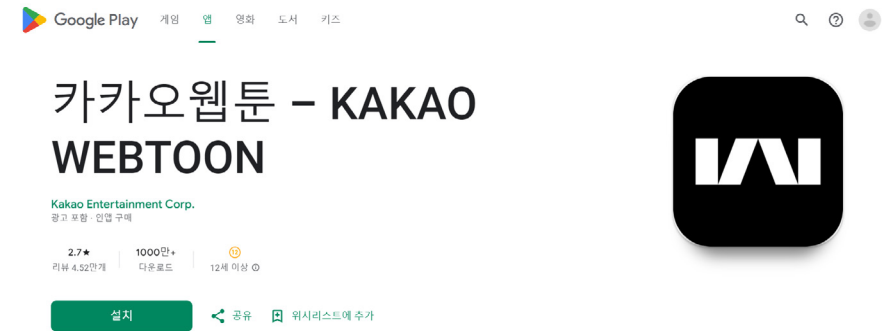 Google Play 게임 앱 영화 도서 키즈
카카오웹툰 – KAKAO
WEBTOON
Kakao Entertainment Corp.
광고 포함 · 인앱 구매
2.7★ 1000만+ 12
리뷰 4.52만개 다운로드 12세 이상
설치 공유 위시리스트에 추가